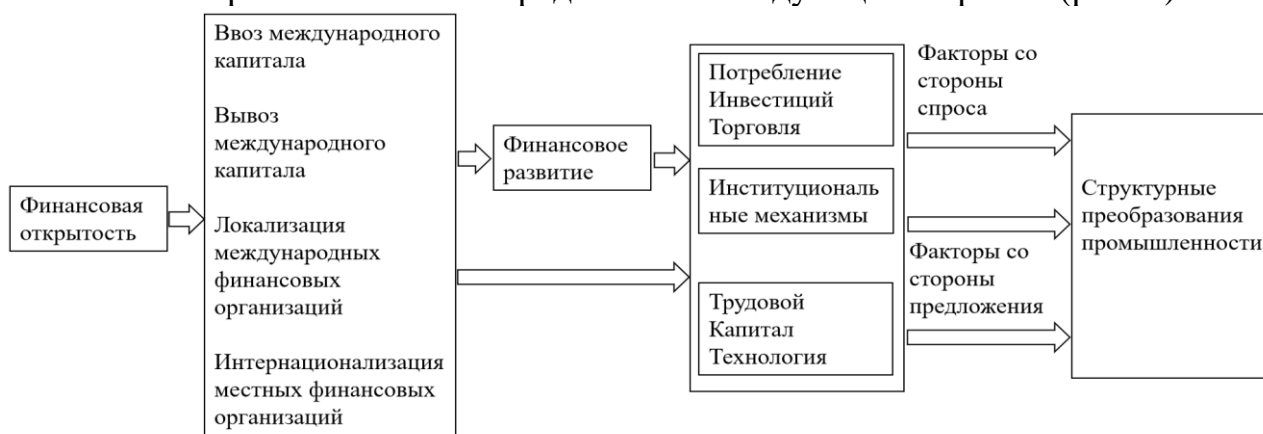 Финансовая
открытость
Ввоз международного
капитала
Вывоз
международного
капитала
Локализация
международных
финансовых
организаций
Интернационализация
местных финансовых
организаций
Финансовое
развитие
Потребление
Инвестиций
Торговля
Институциональ
ные механизмы
Трудовой
Капитал
Технология
Факторы со
стороны
спроса
Факторы со
стороны
предложения
Структурные
преобразования
промышленности